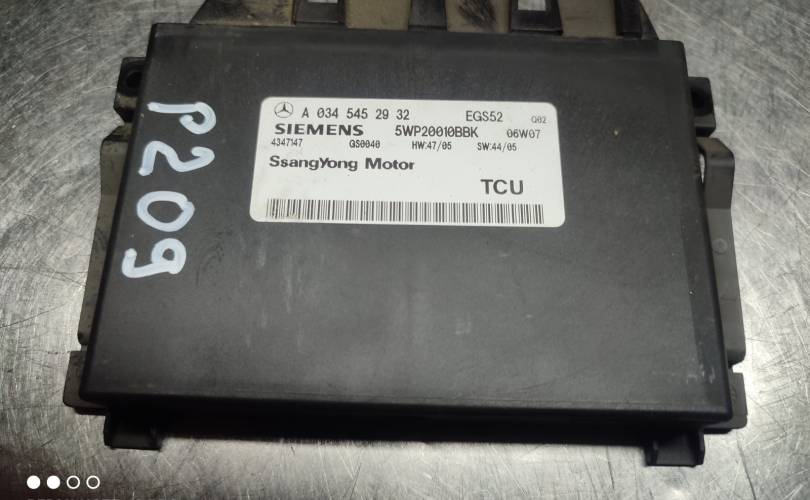 A 034 545 29 32 EGS52 Q02
SIEMENS 5WP20010BBK 06W07
4347147 GS0040 HW:47/05 SW:44/05
SsangYong Motor
TCU
P209